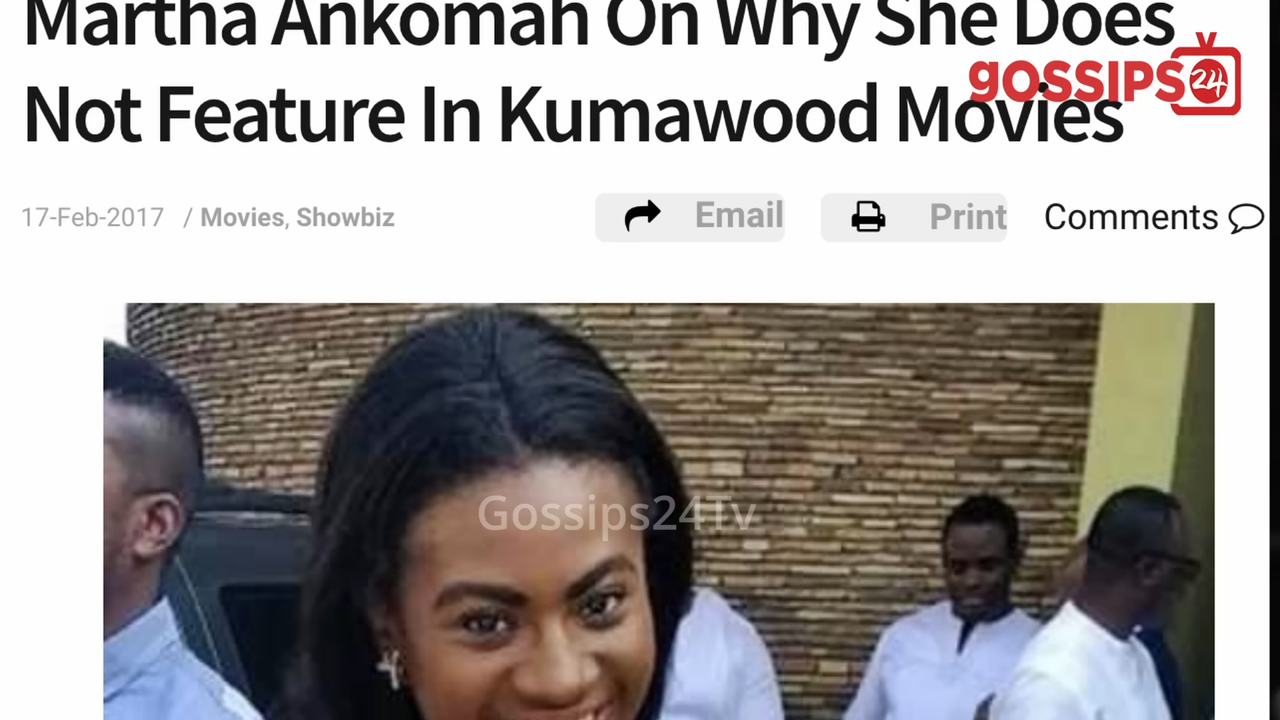 Martha Ankomah On Why She Does
Not Feature In Kumawood Movies
GOSSIPS24
17-Feb-2017 / Movies, Showbiz
Email
Print
Comments
Gossips24Tv